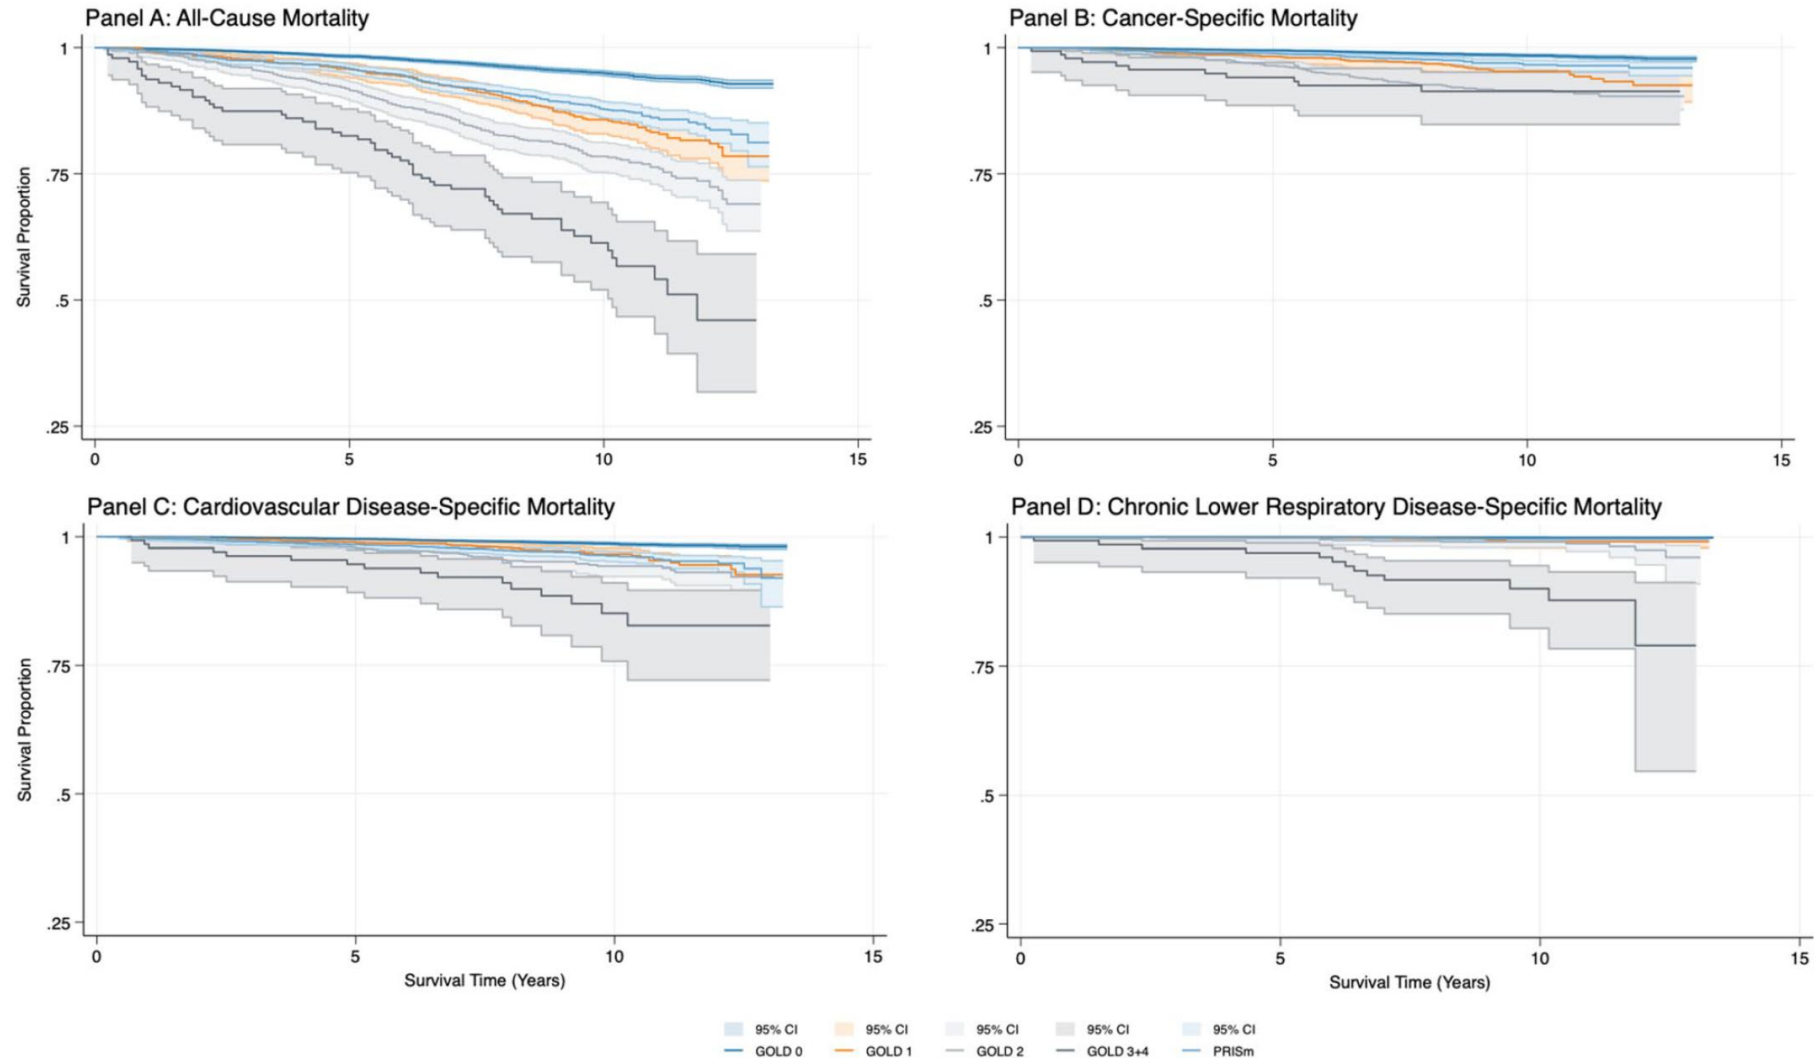 Panel A: All-Cause Mortality
Survival Proportion
1
.75
.5
.25
0 5 10 15
Panel B: Cancer-Specific Mortality
1
.75
.5
.25
0 5 10 15
Panel C: Cardiovascular Disease-Specific Mortality
Survival Proportion
1
.75
.5
.25
0 5 10 15
Survival Time (Years)
Panel D: Chronic Lower Respiratory Disease-Specific Mortality
1
.75
.5
.25
0 5 10 15
Survival Time (Years)
95% CI 95% CI 95% CI 95% CI 95% CI
GOLD 0 GOLD 1 GOLD 2 GOLD 3+4 PRISm